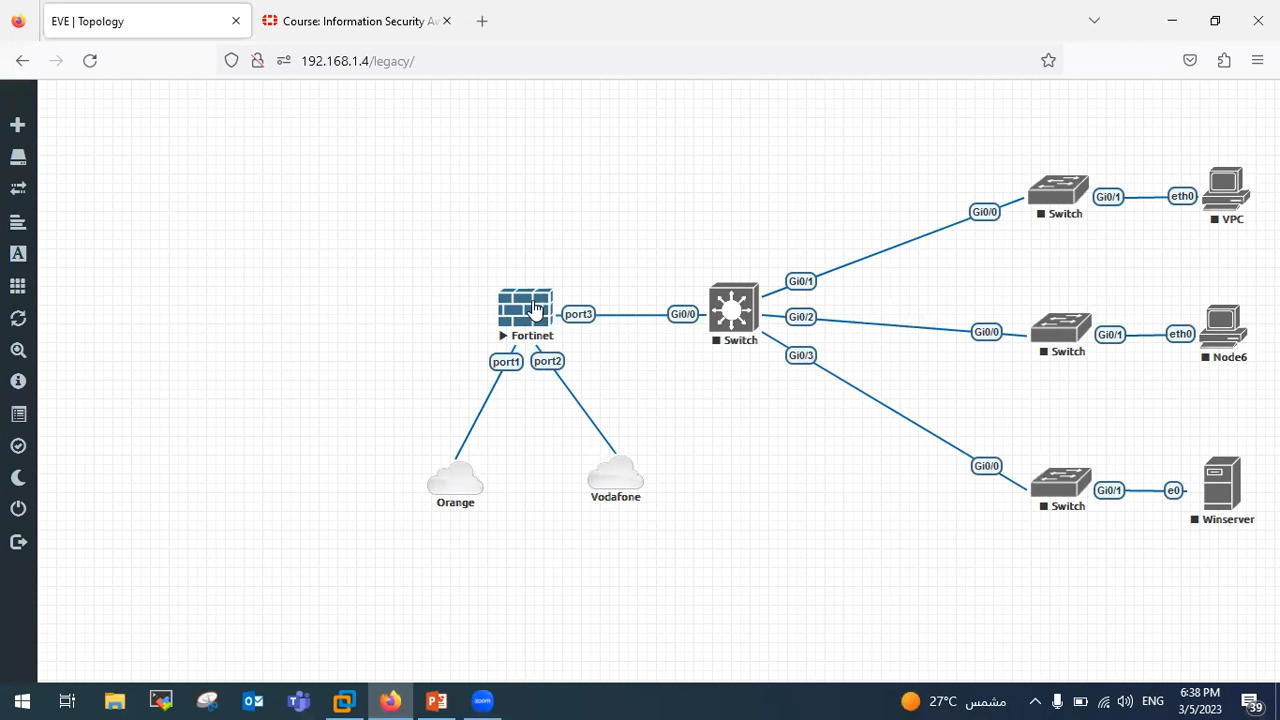 EVE | Topology
Course: Information Security Av
192.168.1.4/legacy/
Gi0/0
Switch
Gi0/1
eth0
VPC
Gi0/1
Fortinet
port3
Gi0/0
Switch
Gi0/2
Gi0/0
Switch
Gi0/1
eth0
Node6
port1
port2
Gi0/3
Orange
Vodafone
Gi0/0
Switch
Gi0/1
e0
Winserver
27°C مشمس
ENG
6:38 PM
3/5/2023
39